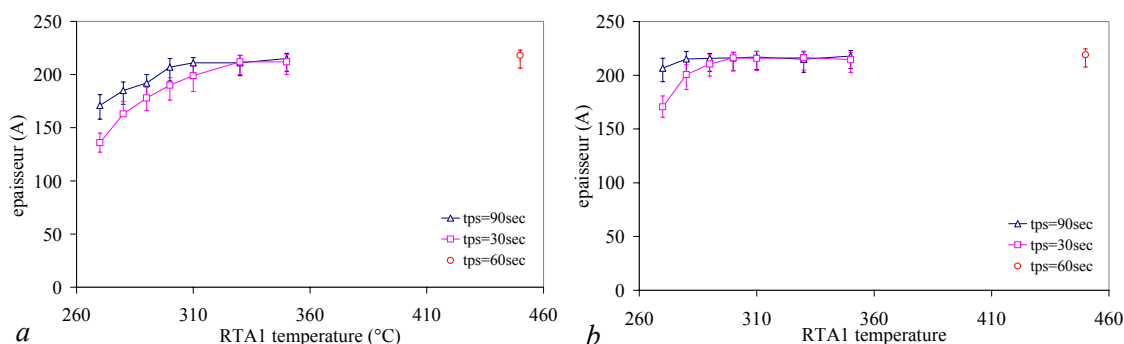 250
200
150
100
50
0
epaisseur (A)
260 310 360 410 460
RTA1 temperature (°C)
tps=90sec
tps=30sec
tps=60sec
a
250
200
150
100
50
0
epaisseur (A)
260 310 360 410 460
RTA1 temperature
tps=90sec
tps=30sec
tps=60sec
b